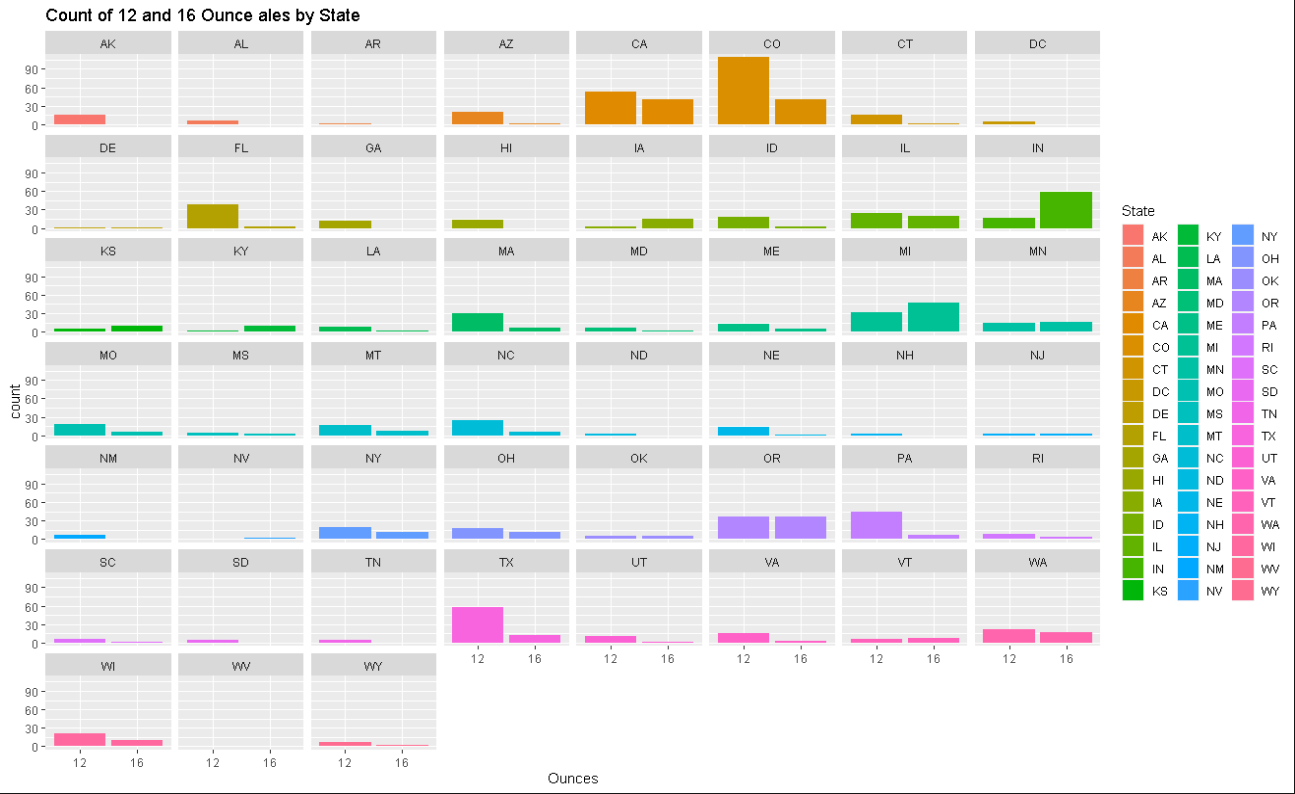 Count of 12 and 16 Ounce ales by State
AK AL AR AZ CA CO CT DC
90
60
30
0
DE FL GA HI IA ID IL IN
90
60
30
0
KS KY LA MA MD ME MI MN
90
60
30
0
MO MS MT NC ND NE NH NJ
90
60
30
0
NM NV NY OH OK OR PA RI
90
60
30
0
SC SD TN TX UT VA VT WA
90
60
30
0
12 16 12 16 12 16 12 16 12 16
WI WV WY
90
60
30
0
12 16 12 16 12 16
count
Ounces
State
AK KY NY
AL LA OH
AR MA OK
AZ MD OR
CA ME PA
CO MI RI
CT MN SC
DC MO SD
DE MS TN
FL MT TX
GA NC UT
HI ND VA
IA NE VT
ID NH WA
IL NJ WI
IN NM WV
KS NV WY